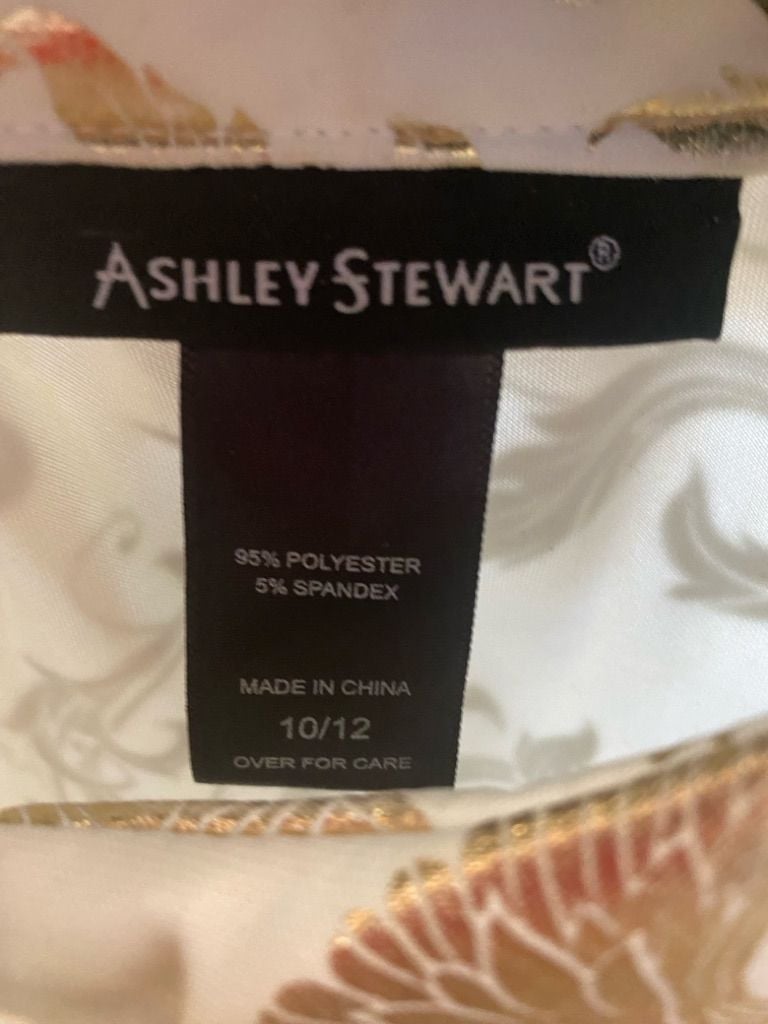 ASHLEY STEWART®
95% POLYESTER
5% SPANDEX
MADE IN CHINA
10/12
OVER FOR CARE